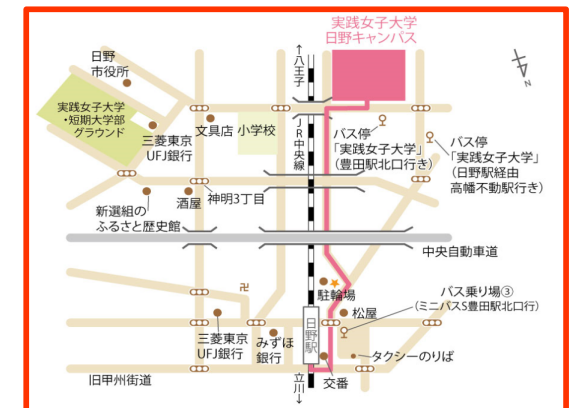 実践女子大学
日野キャンパス
↑八王子
JR中央線
日野
市役所
実践女子大学
・短期大学部
グラウンド
三菱東京
UFJ銀行
文具店
小学校
バス停
「実践女子大学」
(豊田駅北口行き)
バス停
「実践女子大学」
(日野駅経由
高幡不動駅行き)
新選組の
ふるさと歴史館
酒屋
神明3丁目
中央自動車道
卍
駐輪場
バス乗り場③
(ミニバスS豊田駅北口行)
松屋
日野駅
三菱東京
UFJ銀行
みずほ
銀行
タクシーのりば
交番
旧甲州街道
立川→
N